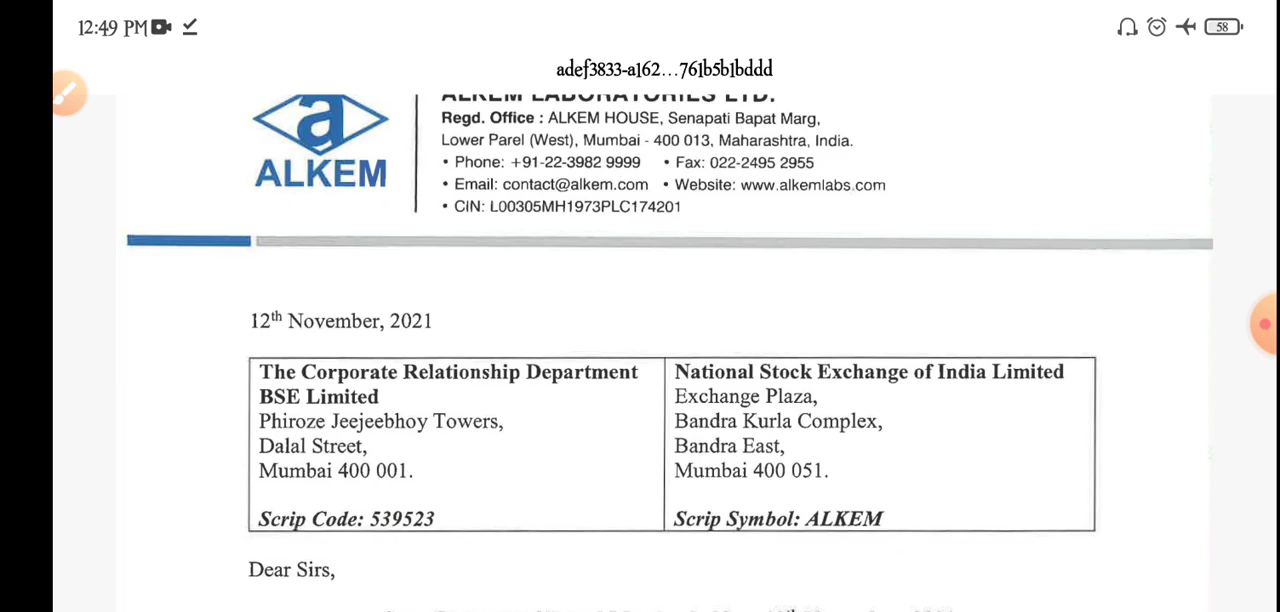 12:49 PM
58
adef3833-a162...761b5b1bddd
ALKEM LABORATORIES LTD.
a
ALKEM
Regd. Office : ALKEM HOUSE, Senapati Bapat Marg,
Lower Parel (West), Mumbai - 400 013, Maharashtra, India.
• Phone: +91-22-3982 9999 • Fax: 022-2495 2955
• Email: contact@alkem.com • Website: www.alkemlabs.com
• CIN: L00305MH1973PLC174201
12th November, 2021
The Corporate Relationship Department
BSE Limited
Phiroze Jeejeebhoy Towers,
Dalal Street,
Mumbai 400 001.
Scrip Code: 539523
National Stock Exchange of India Limited
Exchange Plaza,
Bandra Kurla Complex,
Bandra East,
Mumbai 400 051.
Scrip Symbol: ALKEM
Dear Sirs,